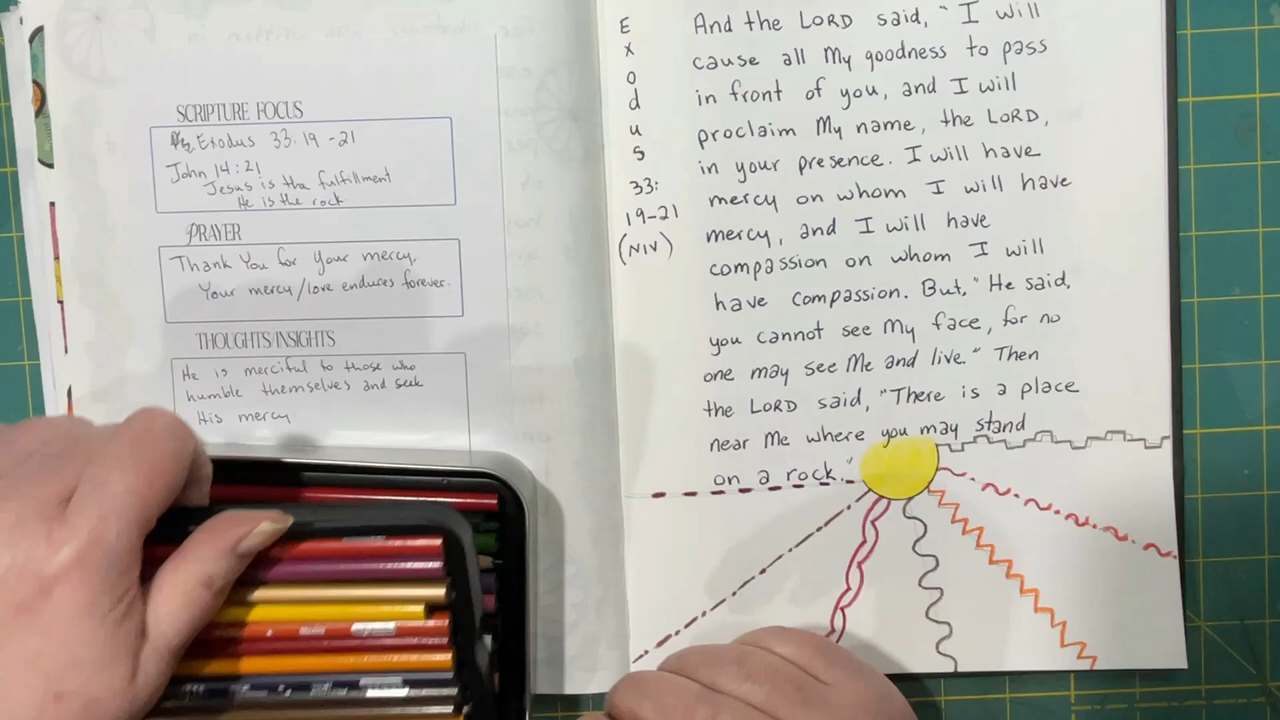 SCRIPTURE FOCUS
Exodus 33:19-21
John 14:21
Jesus is the fulfillment
He is the rock
PRAYER
Thank You for Your mercy.
Your mercy/love endures forever.
THOUGHTS/INSIGHTS
He is merciful to those who
humble themselves and seek
His mercy
Exodus
33:
19-21
(NIV)
And the LORD said, "I will
cause all My goodness to pass
in front of you, and I will
proclaim My name, the LORD,
in your presence. I will have
mercy on whom I will have
mercy, and I will have
compassion on whom I will
have compassion. But," He said,
you cannot see My face, for no
one may see Me and live." Then
the LORD said, "There is a place
near Me where you may stand
on a rock."